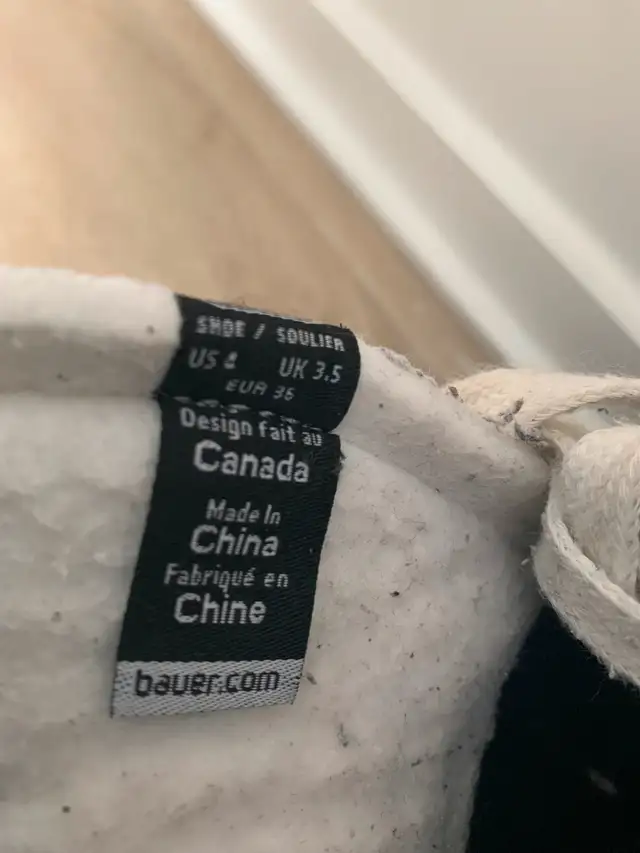 SHOE / SOULIER
US 4 UK 3.5
EUR 36
Design fait au
Canada
Made In
China
Fabriqué en
Chine
bauer.com